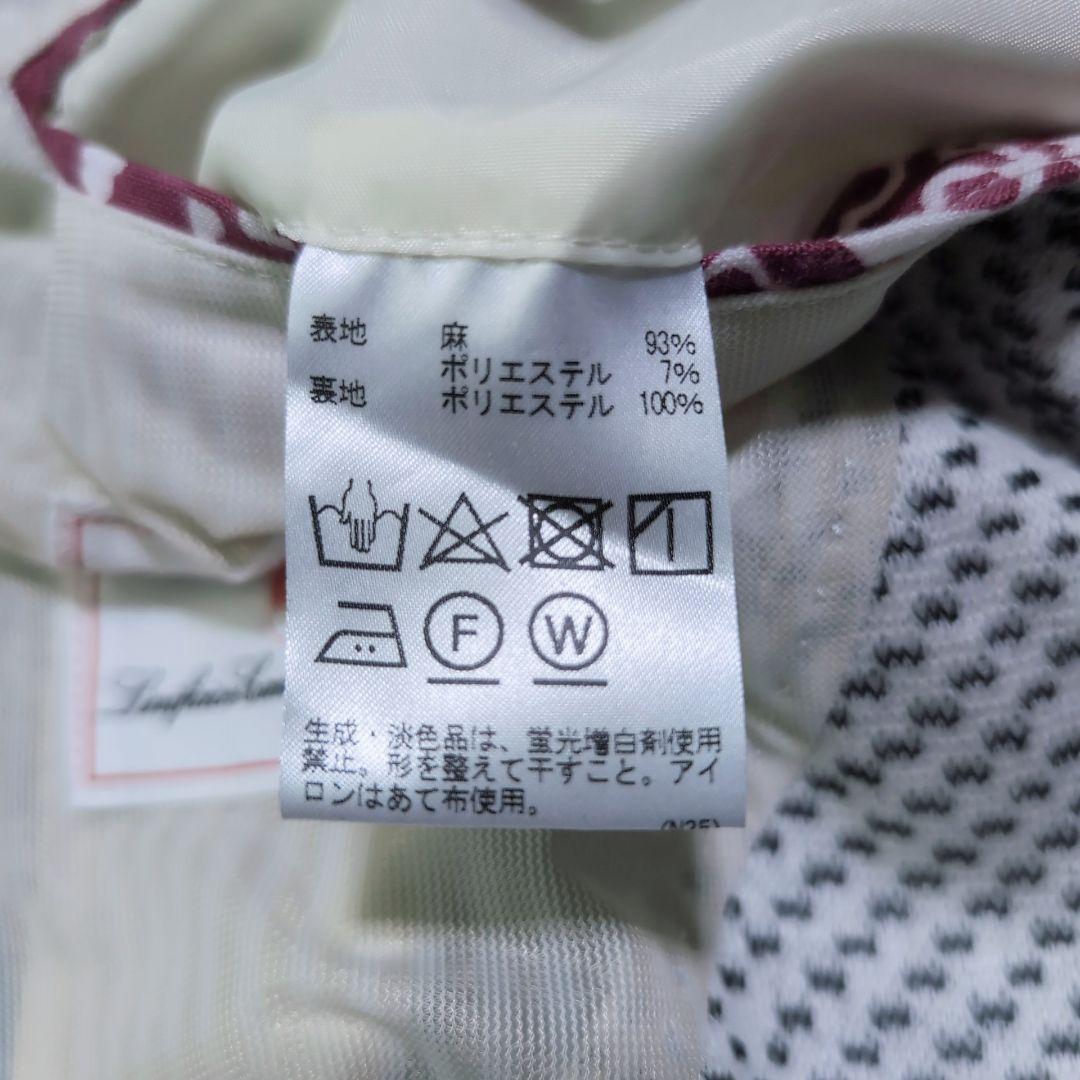 表地 麻 93%
ポリエステル 7%
裏地 ポリエステル 100%
F W
生成・淡色品は、蛍光増白剤使用
禁止。形を整えて干すこと。アイ
ロンはあて布使用。